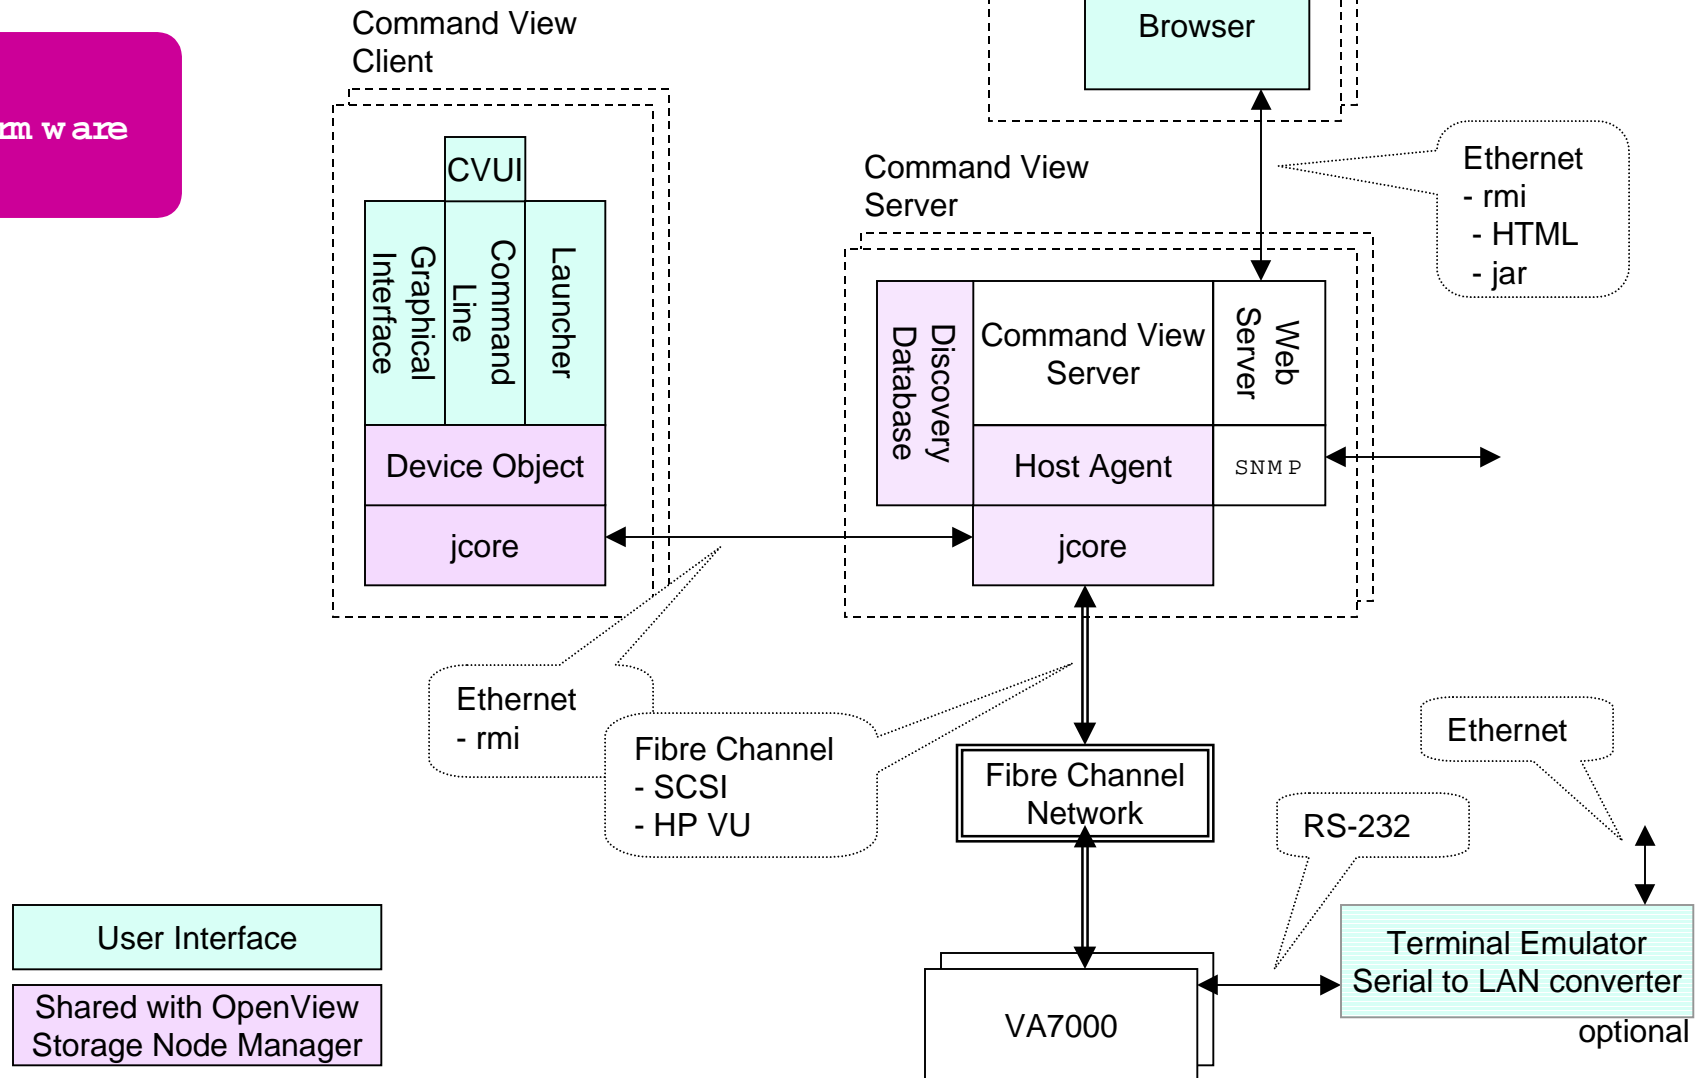 Command View
Client
Browser
rm w are
Command View
Server
Ethernet
- rmi
- HTML
- jar
CVUI
Graphical
Interface
Command
Line
Launcher
Device Object
jcore
Discovery
Database
Command View
Server
Web
Server
Host Agent
SNM P
jcore
Ethernet
- rmi
Fibre Channel
- SCSI
- HP VU
Fibre Channel
Network
Ethernet
RS-232
User Interface
Shared with OpenView
Storage Node Manager
VA7000
Terminal Emulator
Serial to LAN converter
optional